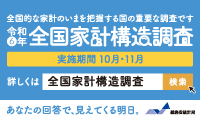 全国的な家計のいまを把握する国の重要な調査です
令和6年 全国家計構造調査
実施期間 10月・11月
詳しくは 全国家計構造調査 検索
あなたの回答で、見えてくる明日。